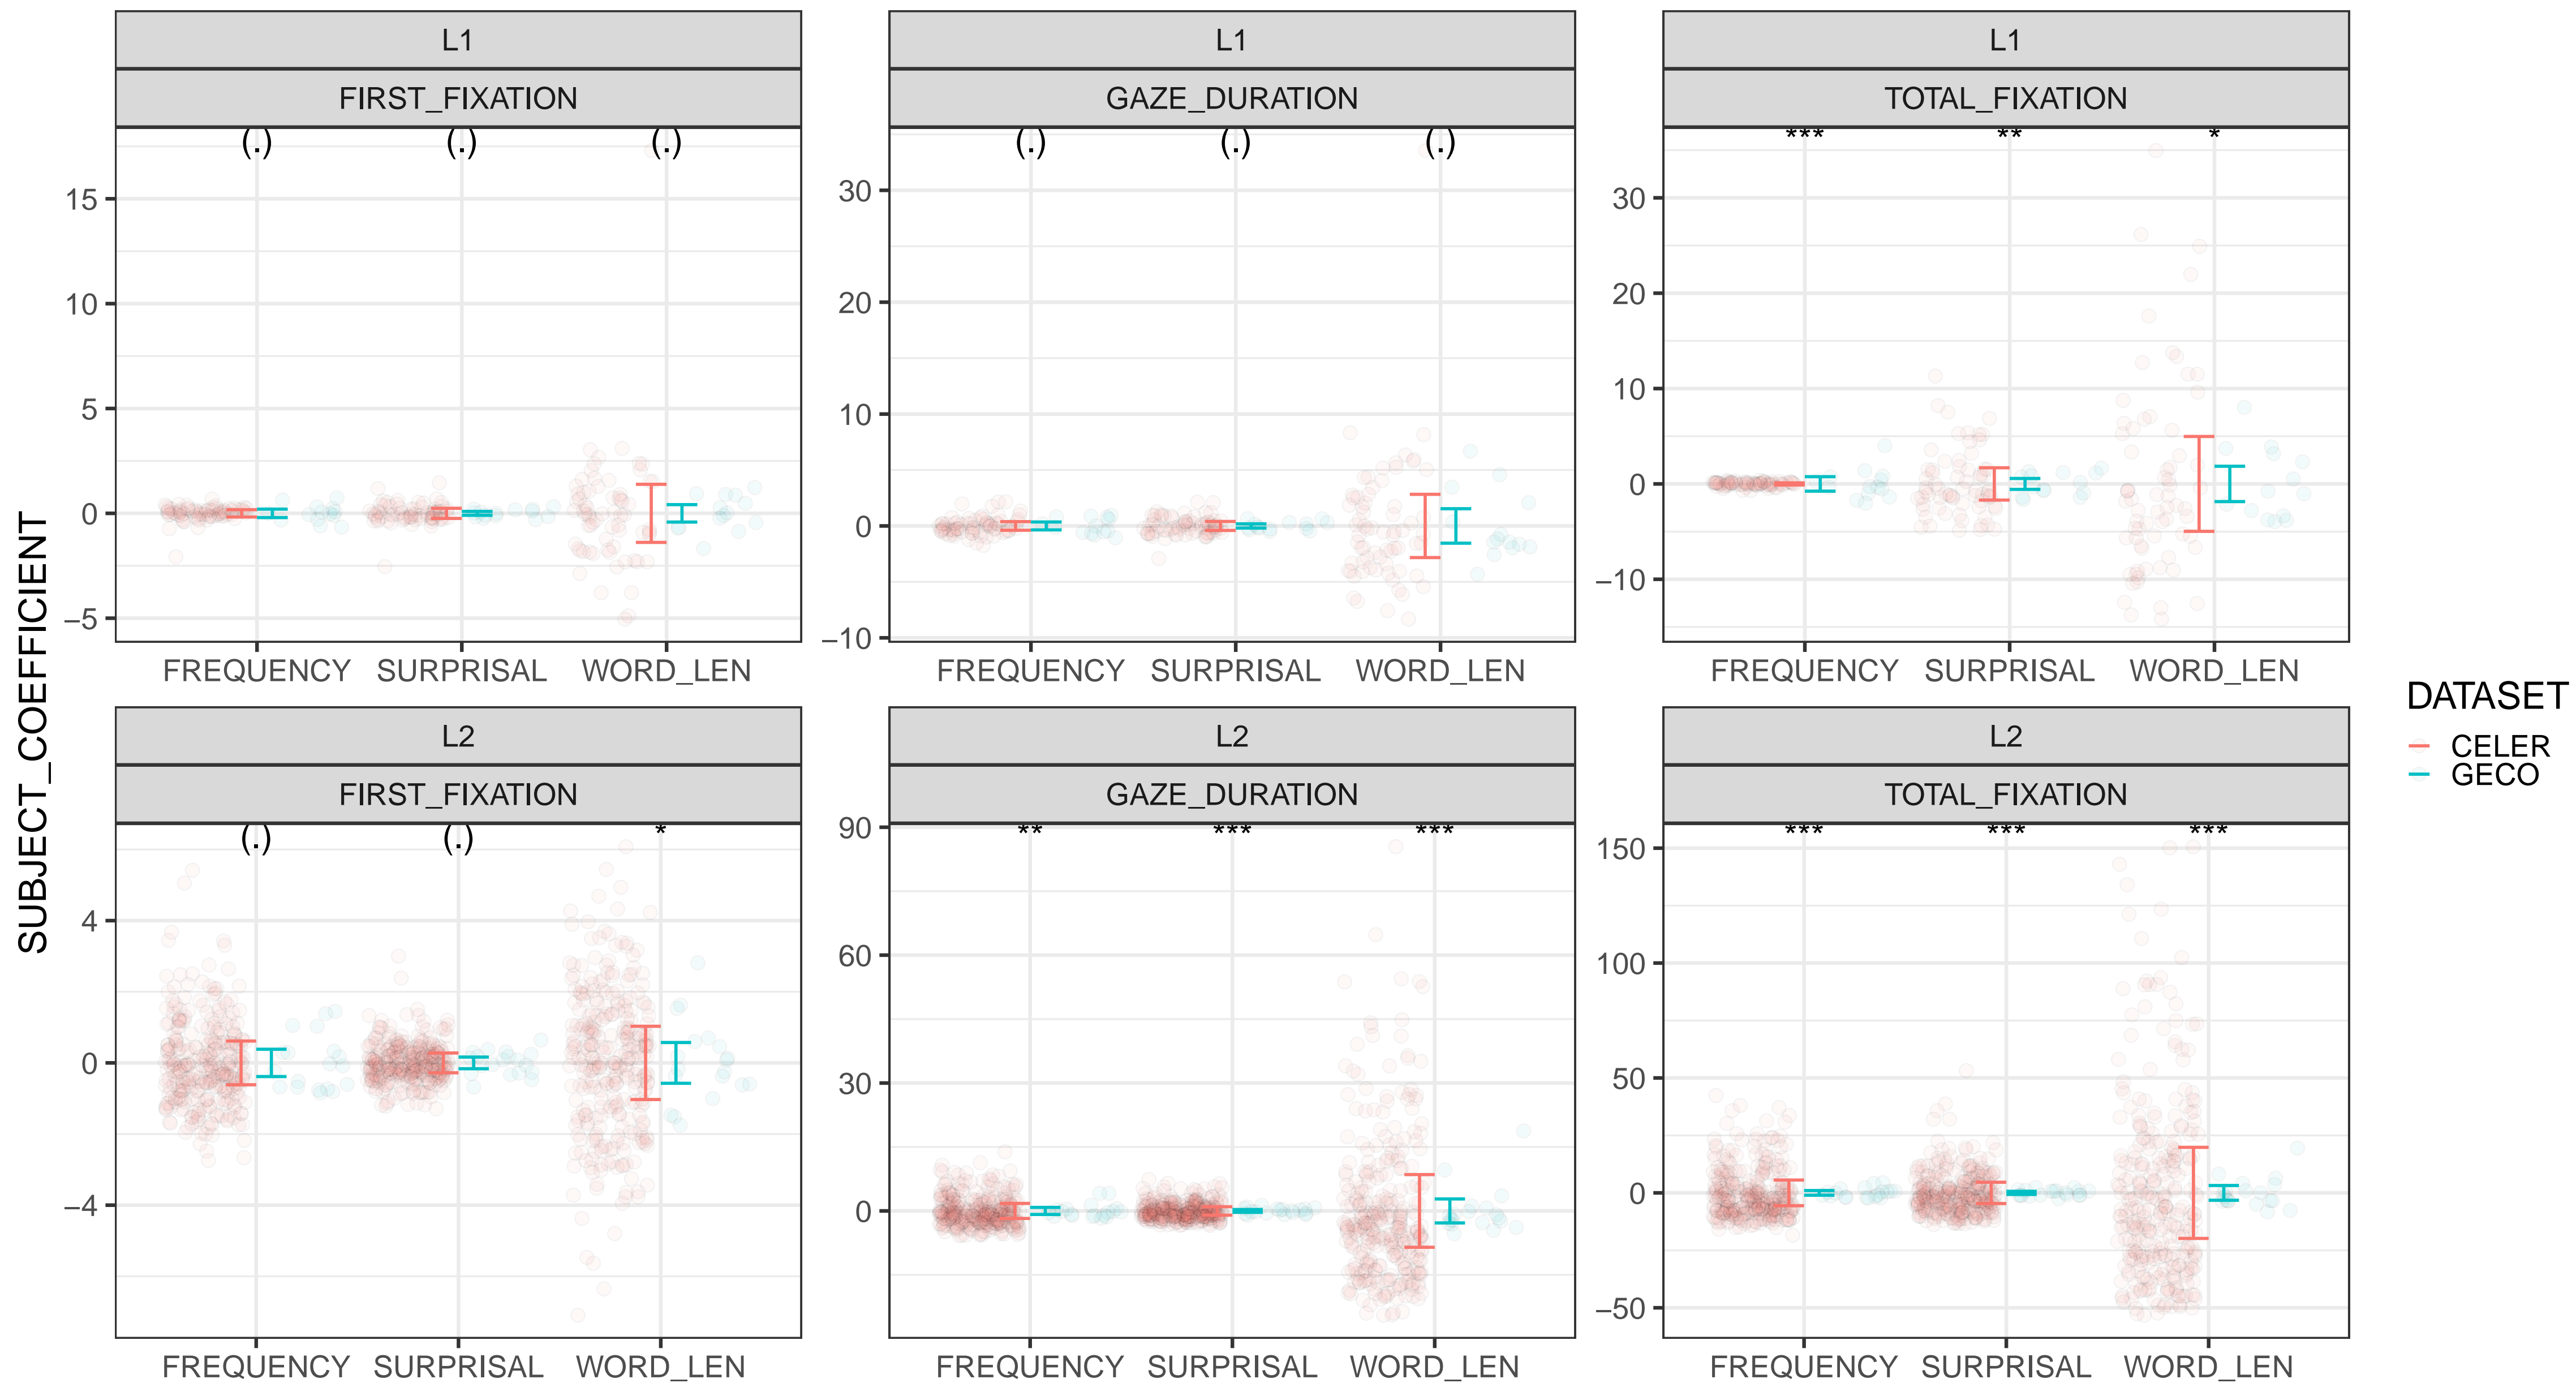 L1 L1 L1
FIRST_FIXATION GAZE_DURATION TOTAL_FIXATION
(.) (.) (.) (.) (.) (.) *** ** *
15
10
5
0
−5
30
20
10
0
−10
30
20
10
0
−10
FREQUENCY SURPRISAL WORD_LEN FREQUENCY SURPRISAL WORD_LEN FREQUENCY SURPRISAL WORD_LEN
SUBJECT_COEFFICIENT
L2 L2 L2
FIRST_FIXATION GAZE_DURATION TOTAL_FIXATION
(.) (.) * ** *** *** *** *** ***
4
0
−4
90
60
30
0
150
100
50
0
−50
FREQUENCY SURPRISAL WORD_LEN FREQUENCY SURPRISAL WORD_LEN FREQUENCY SURPRISAL WORD_LEN
DATASET
CELER
GECO